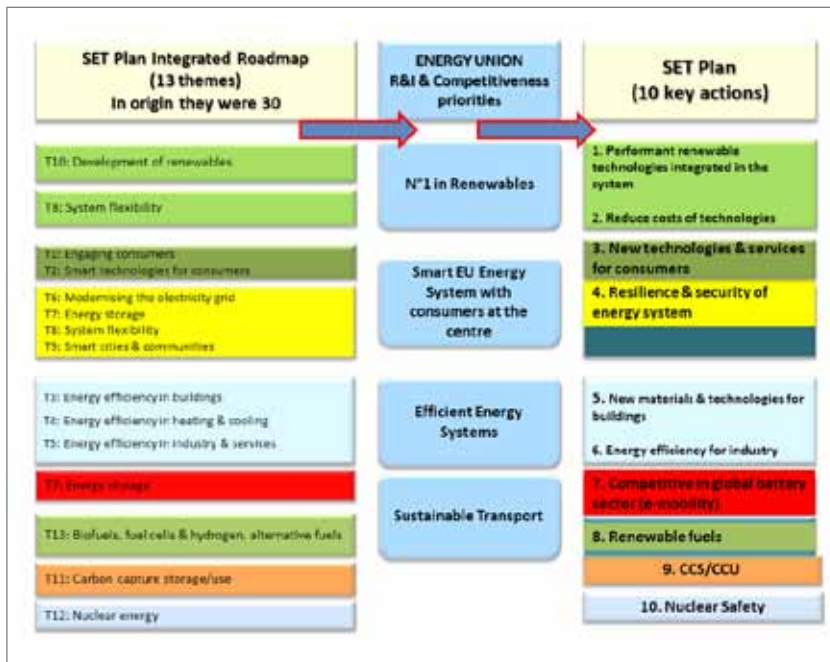 SET Plan Integrated Roadmap
(13 themes)
In origin they were 30
ENERGY UNION
R&I & Competitiveness
priorities
SET Plan
(10 key actions)
T10: Development of renewables
T8: System flexibility
N°1 in Renewables
1. Performant renewable
technologies integrated in the
system
2. Reduce costs of technologies
T1: Engaging consumers
T2: Smart technologies for consumers
T6: Modernising the electricity grid
T7: Energy storage
T8: System flexibility
T9: Smart cities & communities
Smart EU Energy
System with
consumers at the
centre
3. New technologies & services
for consumers
4. Resilience & security of
energy system
T3: Energy efficiency in buildings
T4: Energy efficiency in heating & cooling
T5: Energy efficiency in industry & services
Efficient Energy
Systems
5. New materials & technologies for
buildings
6. Energy efficiency for industry
T7: Energy storage
T13: Biofuels, fuel cells & hydrogen, alternative fuels
Sustainable Transport
7. Competitive in global battery
sector (e-mobility)
8. Renewable fuels
T11: Carbon capture storage/use
9. CCS/CCU
T12: Nuclear energy
10. Nuclear Safety